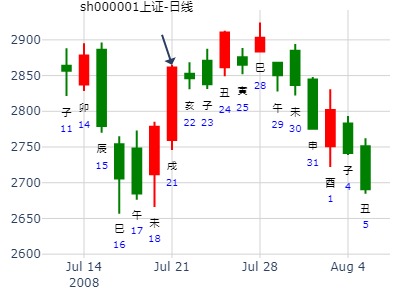 sh000001上证-日线
2900
2850
2800
2750
2700
2650
2600
子
11
卯
14
辰
15
巳
16
午
17
未
18
戌
21
亥
22
子
23
丑
24
寅
25
巳
28
午
29
未
30
申
31
酉
1
子
4
丑
5
Jul 14
2008
Jul 21
Jul 28
Aug 4